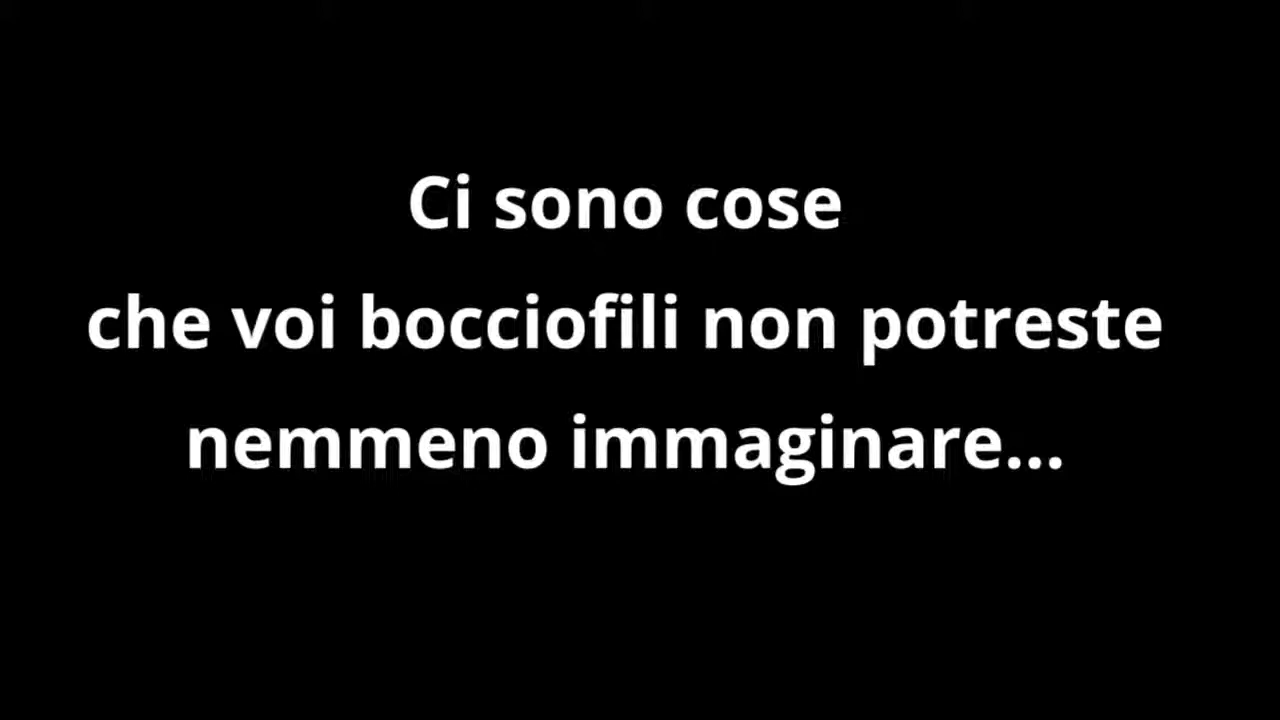 Ci sono cose
che voi bocciofili non potreste
nemmeno immaginare...